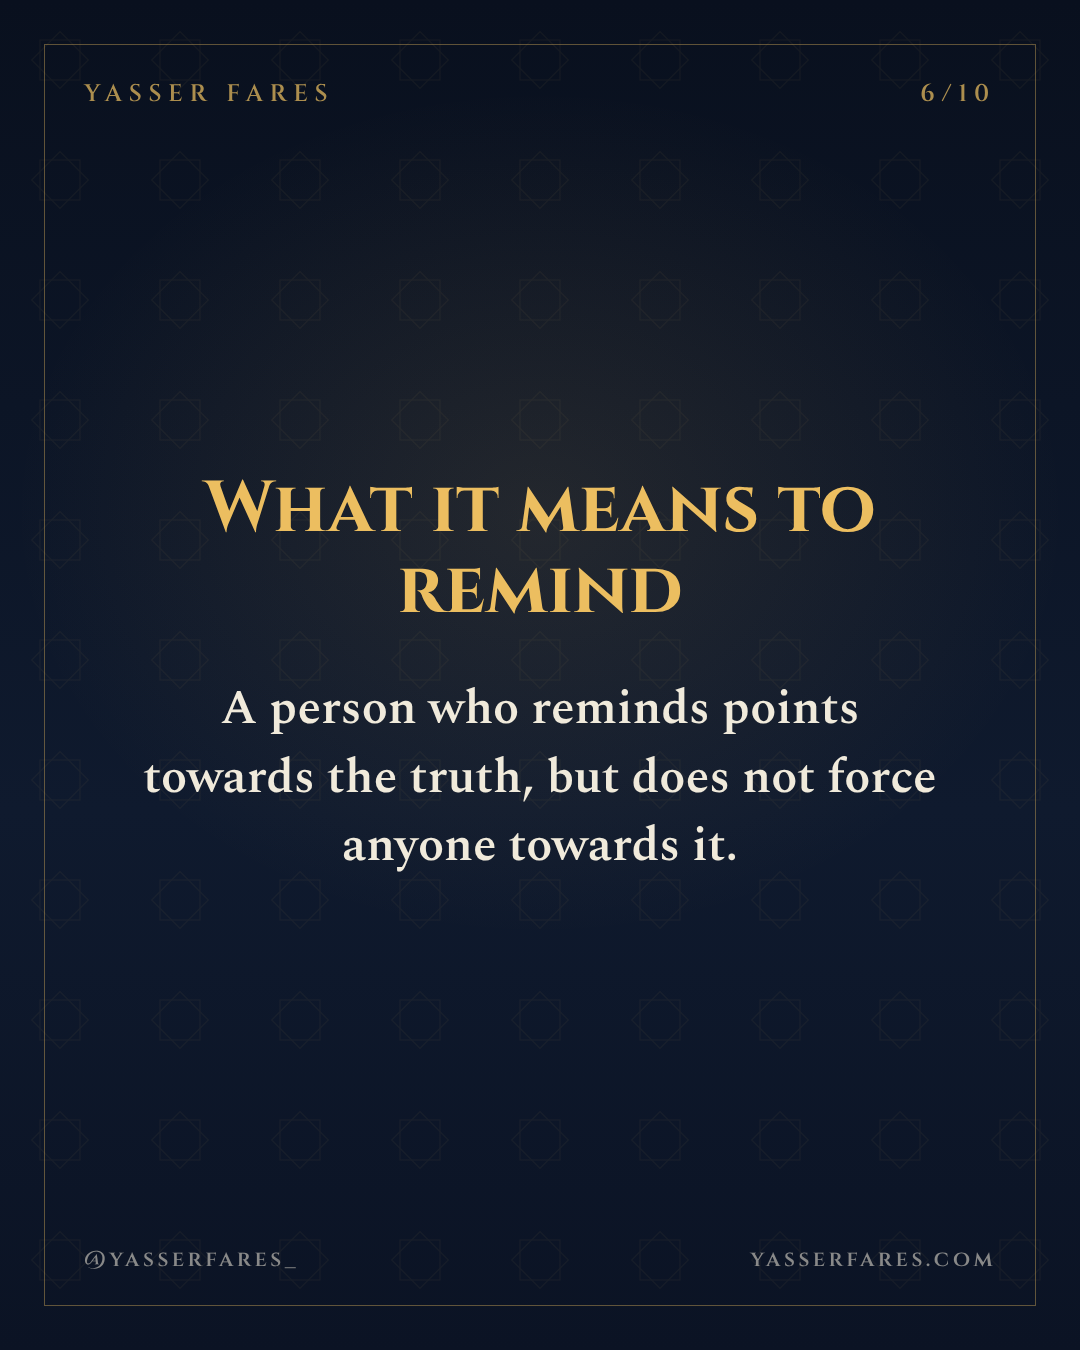 YASSER FARES
6/10
What it means to
remind
A person who reminds points
towards the truth, but does not force
anyone towards it.
@YASSERFARES_
YASSERFARES.COM